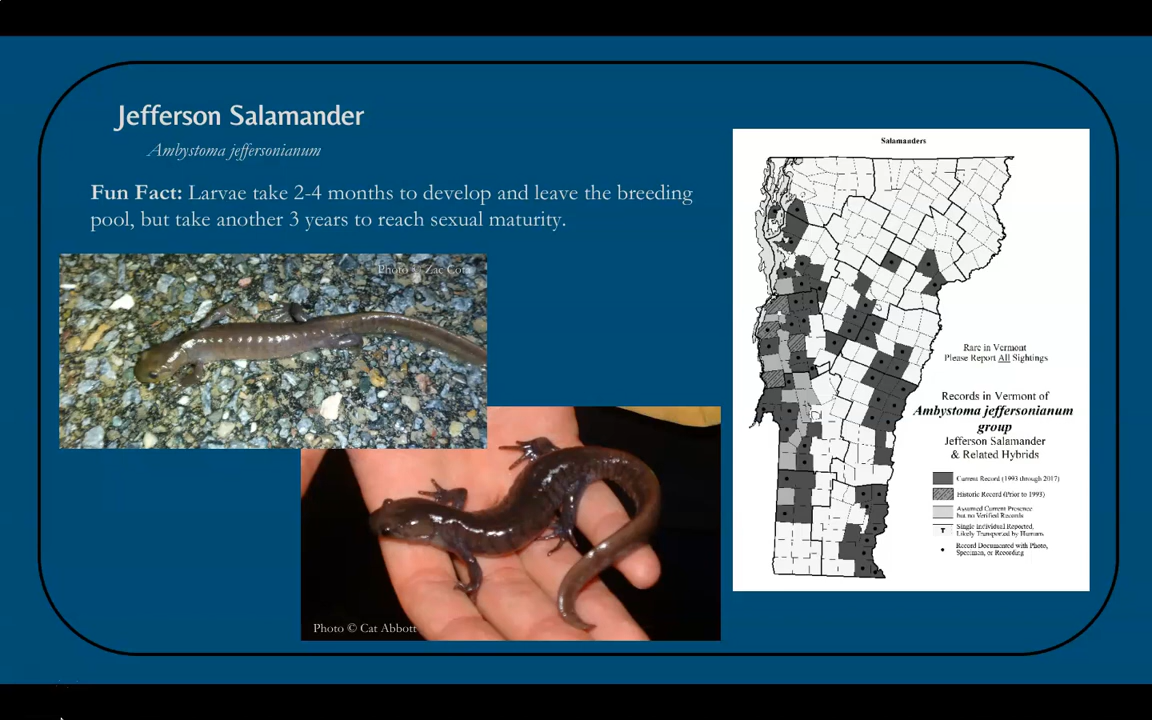 Jefferson Salamander
Ambystoma jeffersonianum
Fun Fact: Larvae take 2-4 months to develop and leave the breeding
pool, but take another 3 years to reach sexual maturity.
Photo © Zac Cota
Photo © Cat Abbott
Salamanders
Rare in Vermont
Please Report All Sightings
Records in Vermont of
Ambystoma jeffersonianum
group
Jefferson Salamander
& Related Hybrids
Current Record (1993 through 2017)
Historic Record (Prior to 1993)
Assumed Current Presence
but no Verified Records
T Single Individual Reported,
Likely Transported by Humans
Record Documented with Photo,
Specimen, or Recording